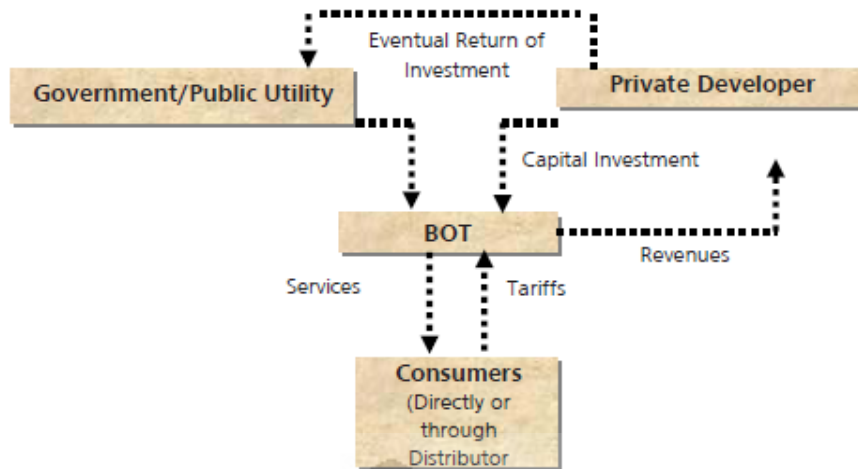 Eventual Return of
Investment
Government/Public Utility
Private Developer
Capital Investment
BOT
Revenues
Services
Tariffs
Consumers
(Directly or
through
Distributor